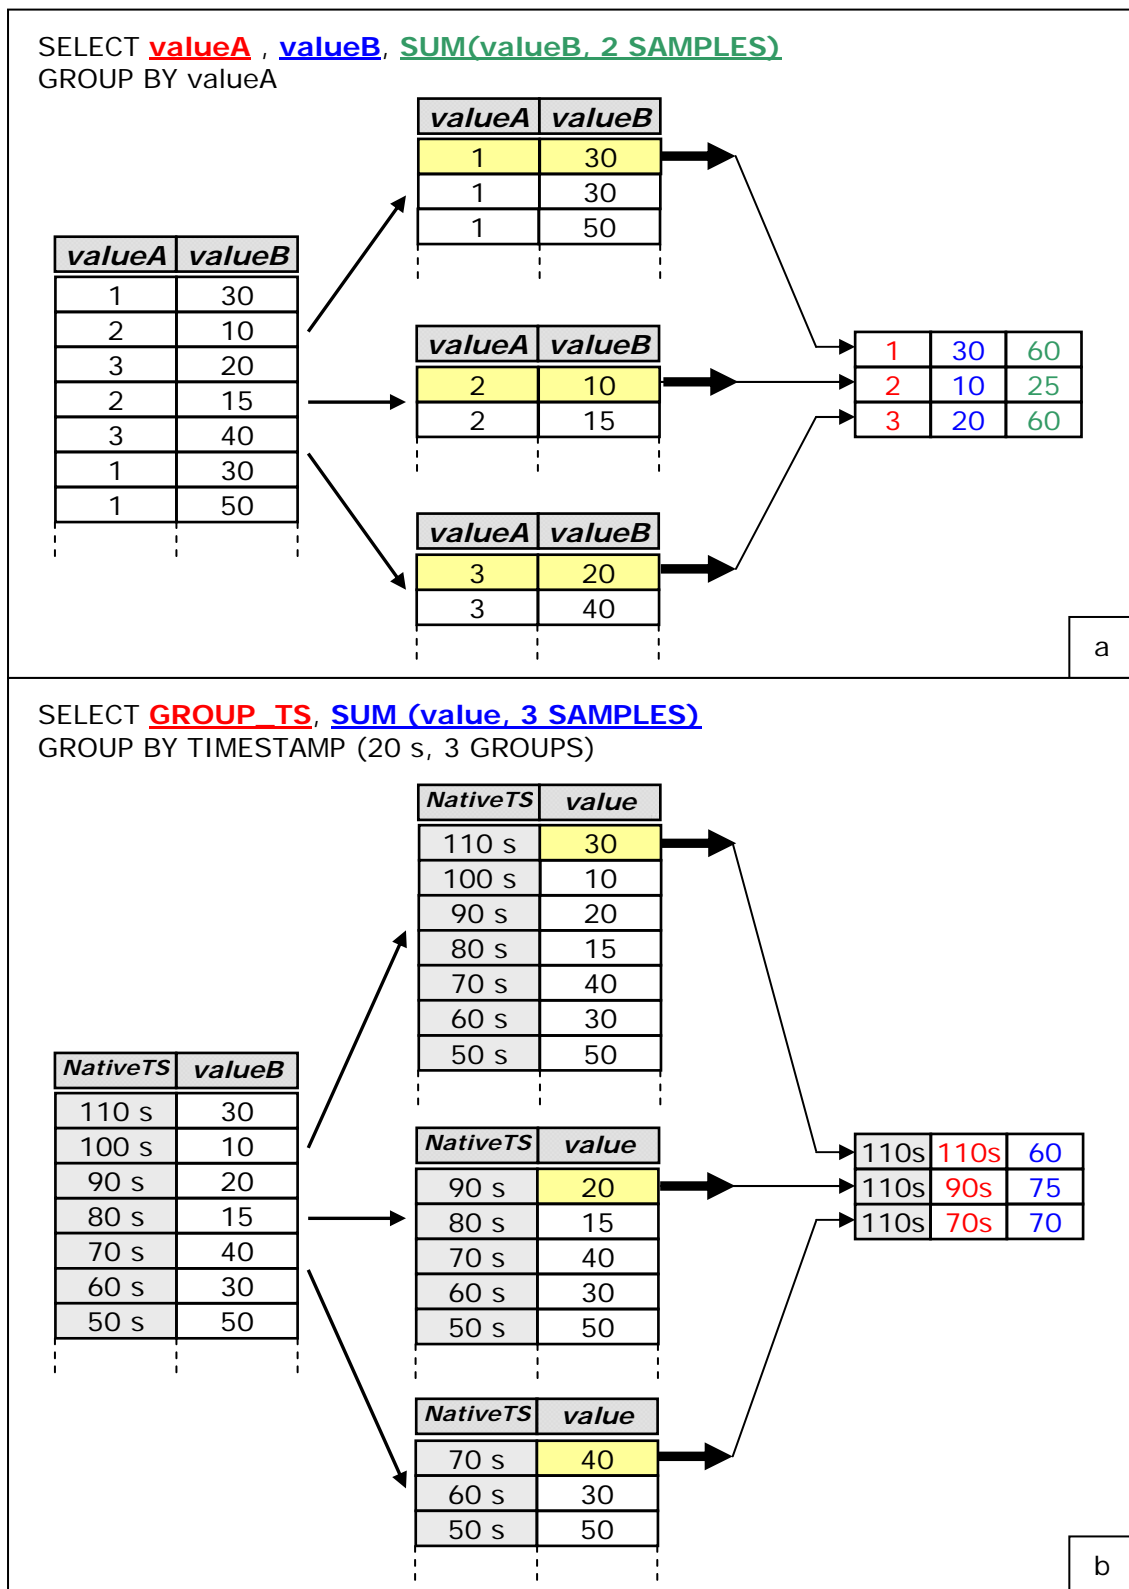 SELECT valueA , valueB, SUM(valueB, 2 SAMPLES)
GROUP BY valueA
valueA valueB
1 30
1 30
1 50
valueA valueB
1 30
2 10
3 20
2 15
3 40
1 30
1 50
valueA valueB
2 10
2 15
valueA valueB
3 20
3 40
1 30 60
2 10 25
3 20 60
a
SELECT GROUP_TS, SUM (value, 3 SAMPLES)
GROUP BY TIMESTAMP (20 s, 3 GROUPS)
NativeTS value
110 s 30
100 s 10
90 s 20
80 s 15
70 s 40
60 s 30
50 s 50
NativeTS valueB
110 s 30
100 s 10
90 s 20
80 s 15
70 s 40
60 s 30
50 s 50
NativeTS value
90 s 20
80 s 15
70 s 40
60 s 30
50 s 50
NativeTS value
70 s 40
60 s 30
50 s 50
110s 110s 60
110s 90s 75
110s 70s 70
b